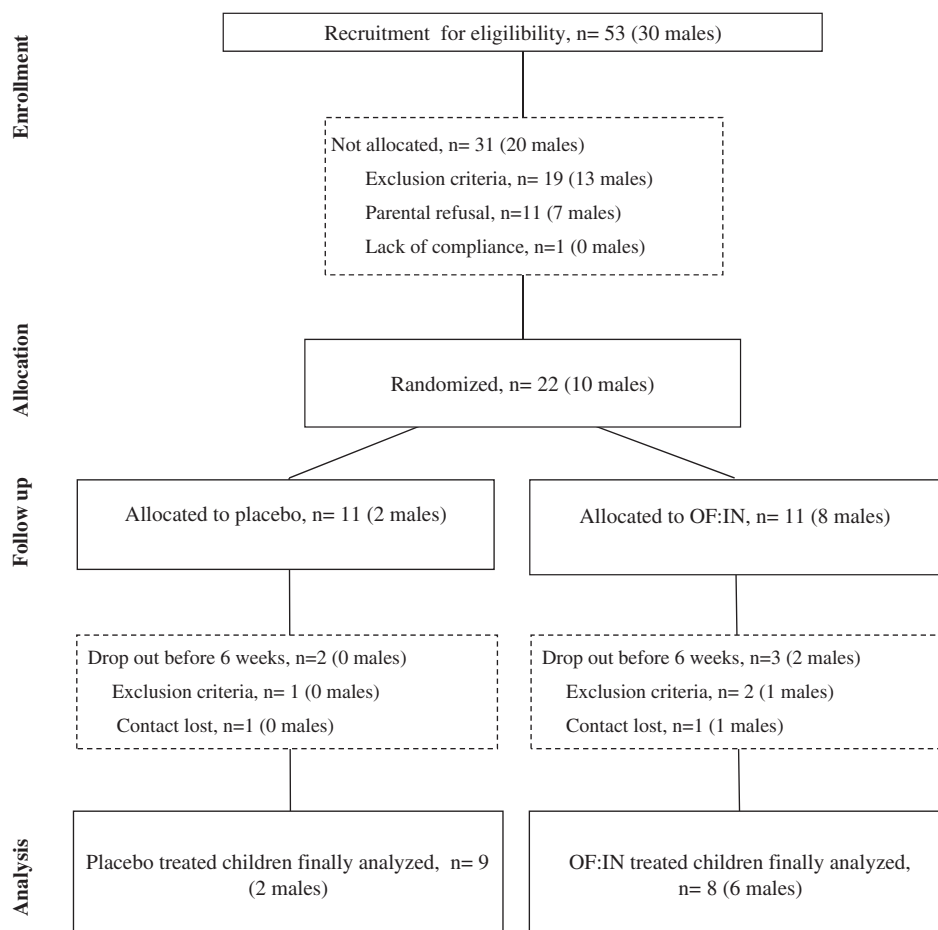 Enrollment
Recruitment for eligilibility, n= 53 (30 males)
Not allocated, n= 31 (20 males)
Exclusion criteria, n= 19 (13 males)
Parental refusal, n=11 (7 males)
Lack of compliance, n=1 (0 males)
Allocation
Randomized, n= 22 (10 males)
Follow up
Allocated to placebo, n= 11 (2 males)
Allocated to OF:IN, n= 11 (8 males)
Drop out before 6 weeks, n=2 (0 males)
Exclusion criteria, n= 1 (0 males)
Contact lost, n=1 (0 males)
Drop out before 6 weeks, n=3 (2 males)
Exclusion criteria, n= 2 (1 males)
Contact lost, n=1 (1 males)
Analysis
Placebo treated children finally analyzed, n= 9
(2 males)
OF:IN treated children finally analyzed,
n= 8 (6 males)